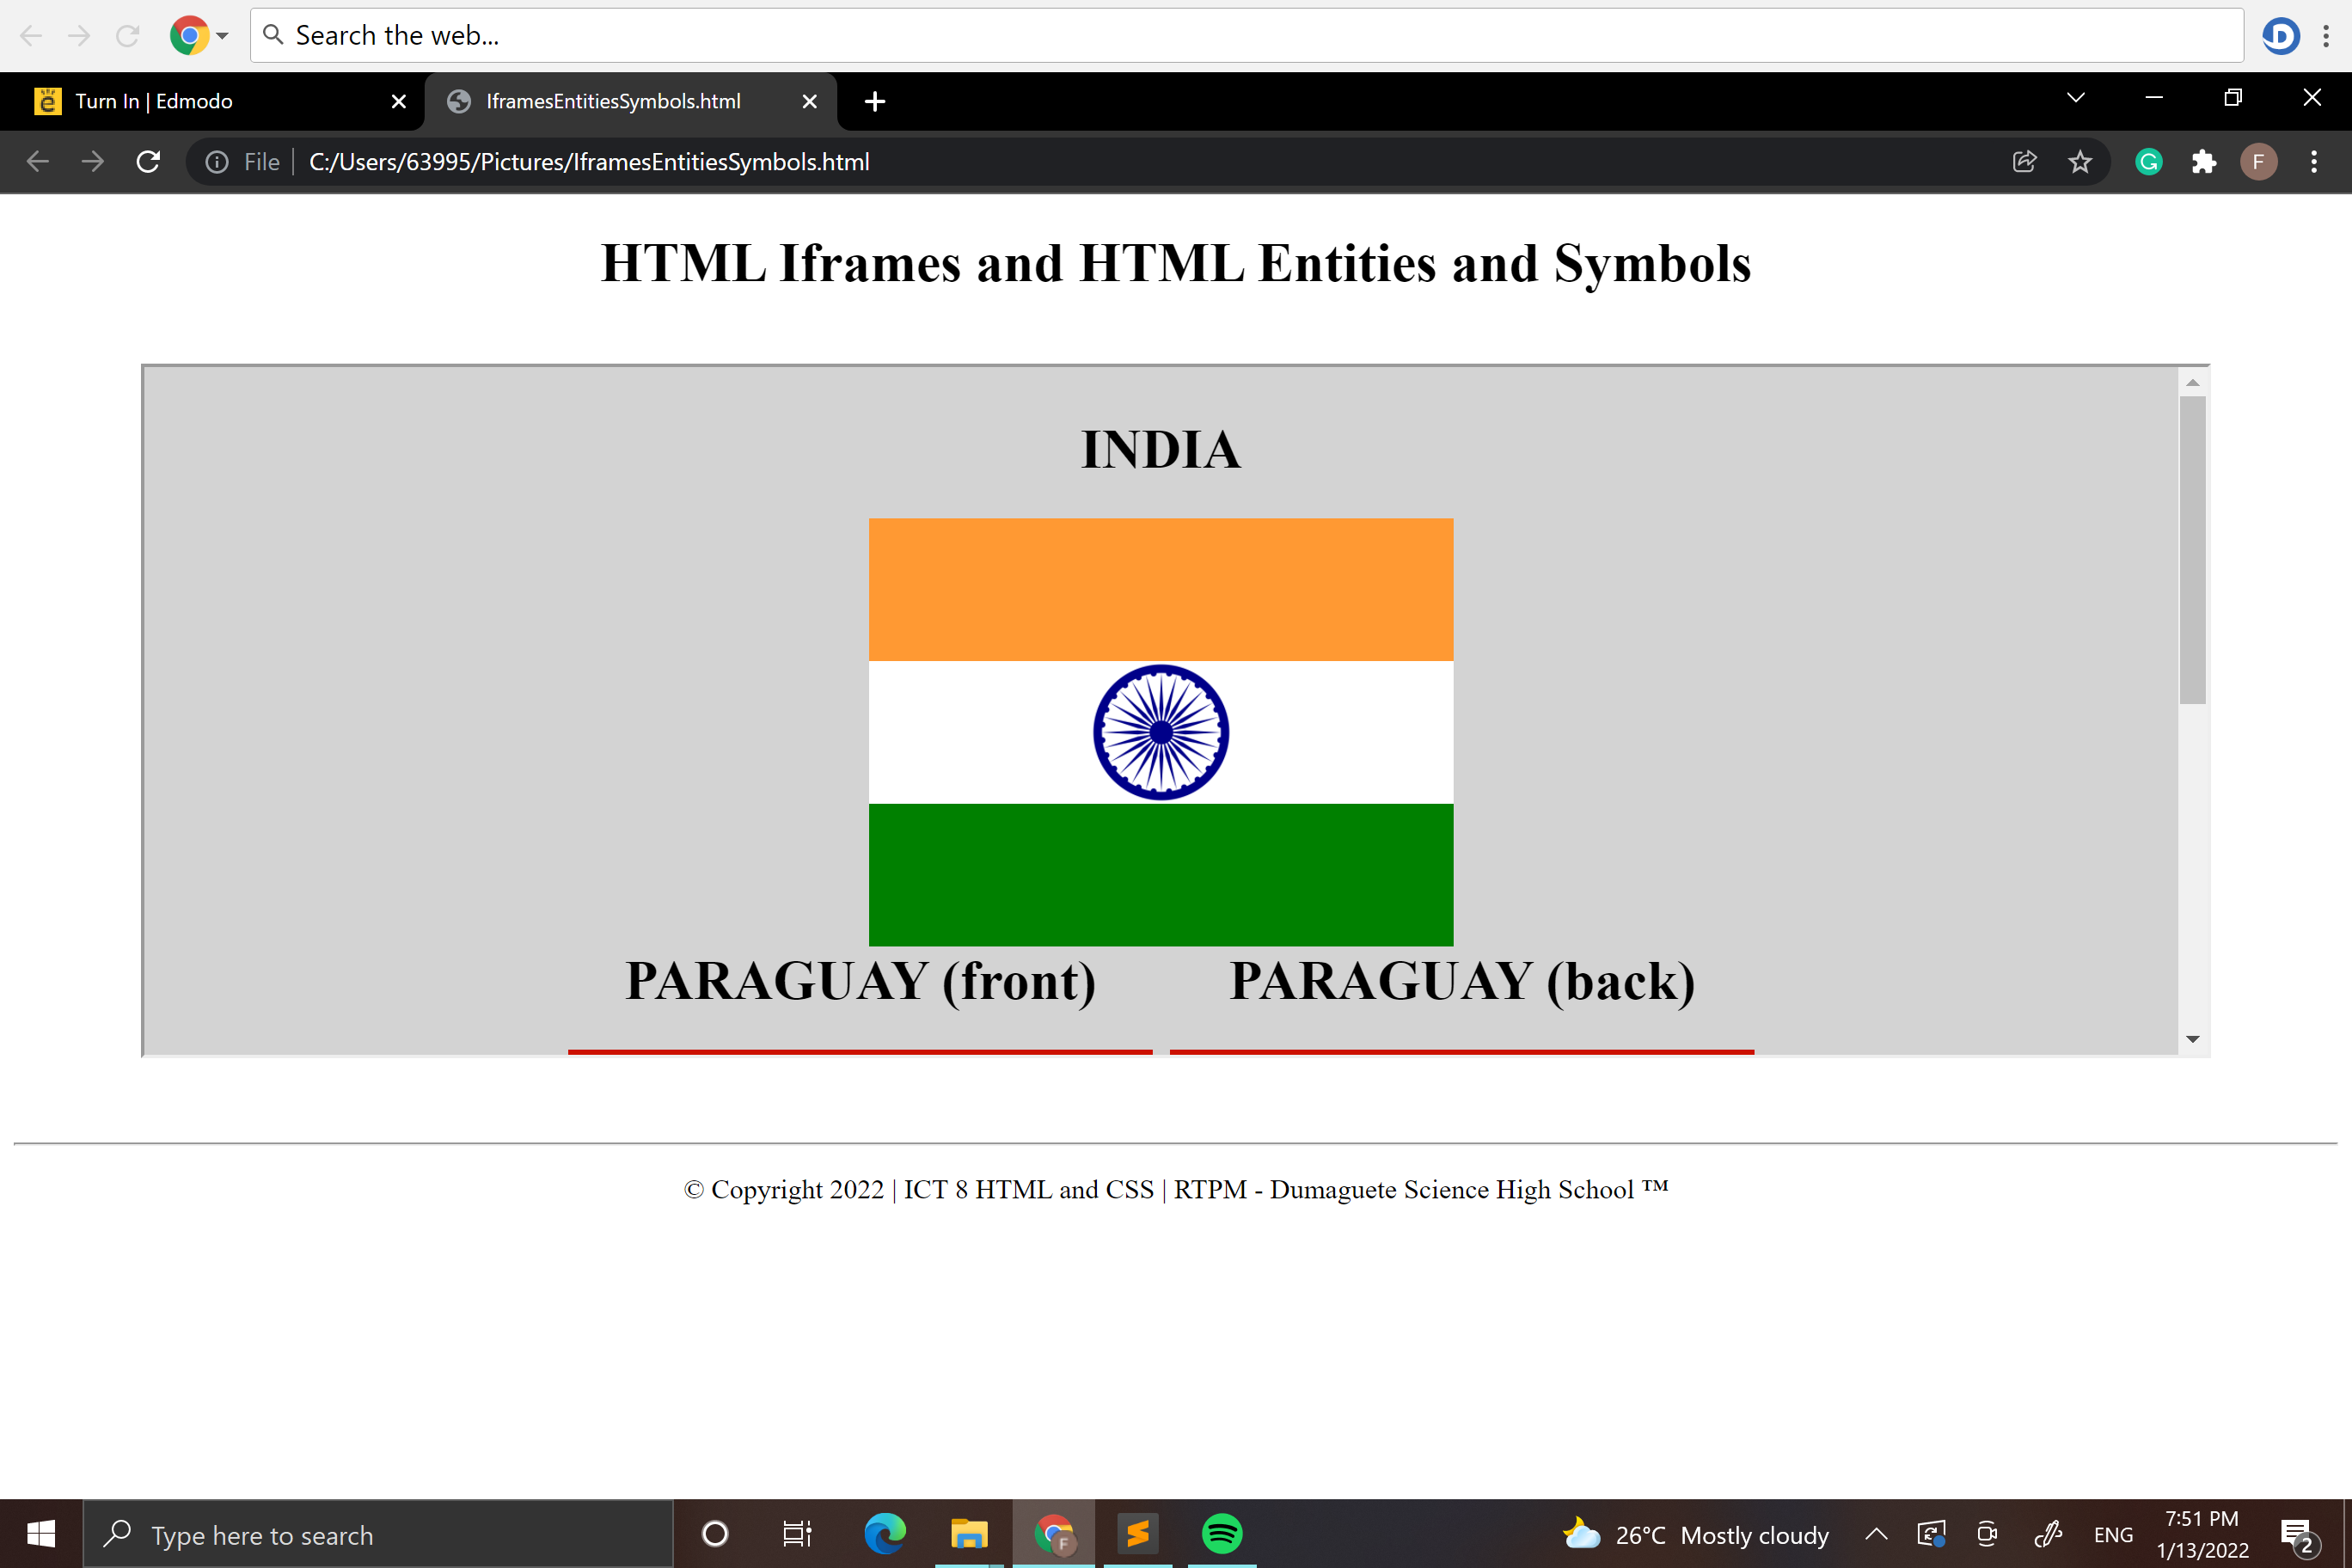 Search the web...
Turn In | Edmodo
IframesEntitiesSymbols.html
File
C:/Users/63995/Pictures/IframesEntitiesSymbols.html
F
HTML Iframes and HTML Entities and Symbols
INDIA
PARAGUAY (front) PARAGUAY (back)
© Copyright 2022 | ICT 8 HTML and CSS | RTPM - Dumaguete Science High School ™
Type here to search
F
26°C Mostly cloudy
ENG
7:51 PM
1/13/2022
2